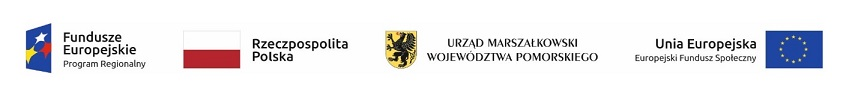 Fundusze
Europejskie
Program Regionalny
Rzeczpospolita
Polska
URZĄD MARSZAŁKOWSKI
WOJEWÓDZTWA POMORSKIEGO
Unia Europejska
Europejski Fundusz Społeczny